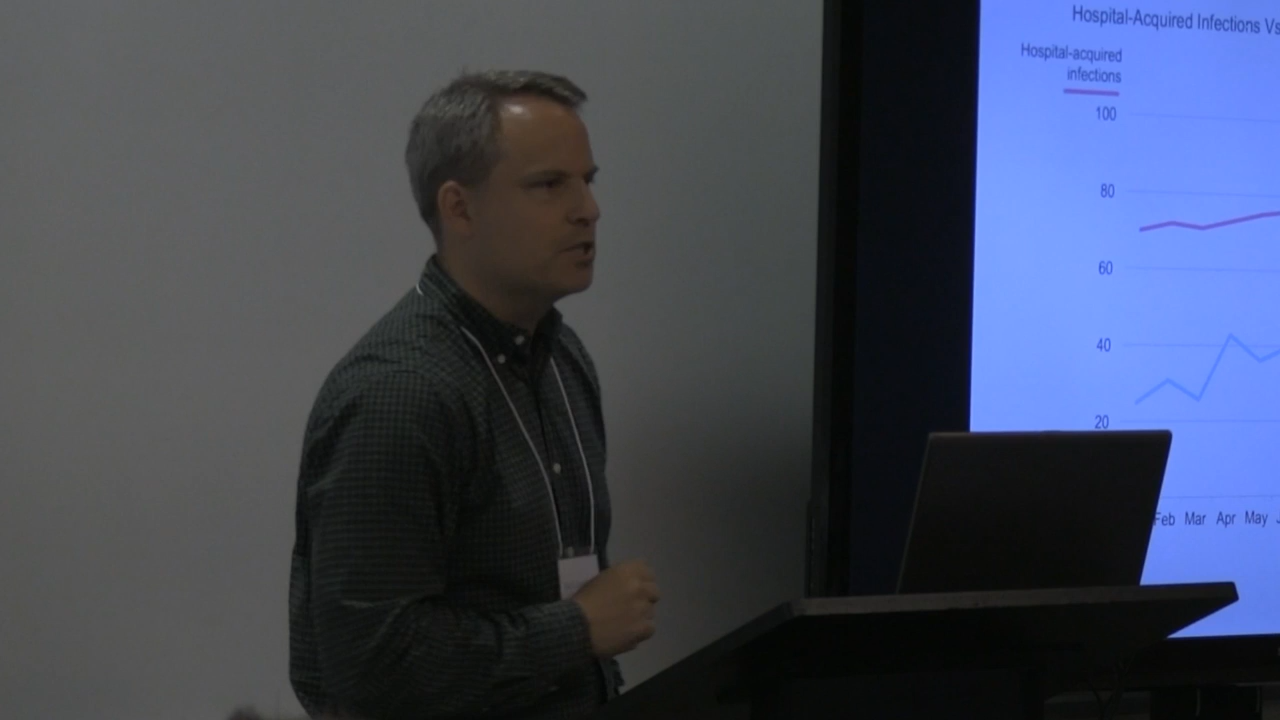 Hospital-Acquired Infections Vs
Hospital-acquired
infections
100
80
60
40
20
Feb Mar Apr May